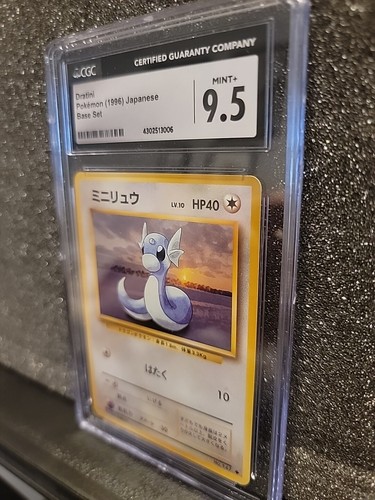 CGC
CERTIFIED GUARANTY COMPANY
Dratini
Pokémon (1996) Japanese
Base Set
MINT+
9.5
4302513006
ミニリュウ
LV.10
HP40
はたく
10